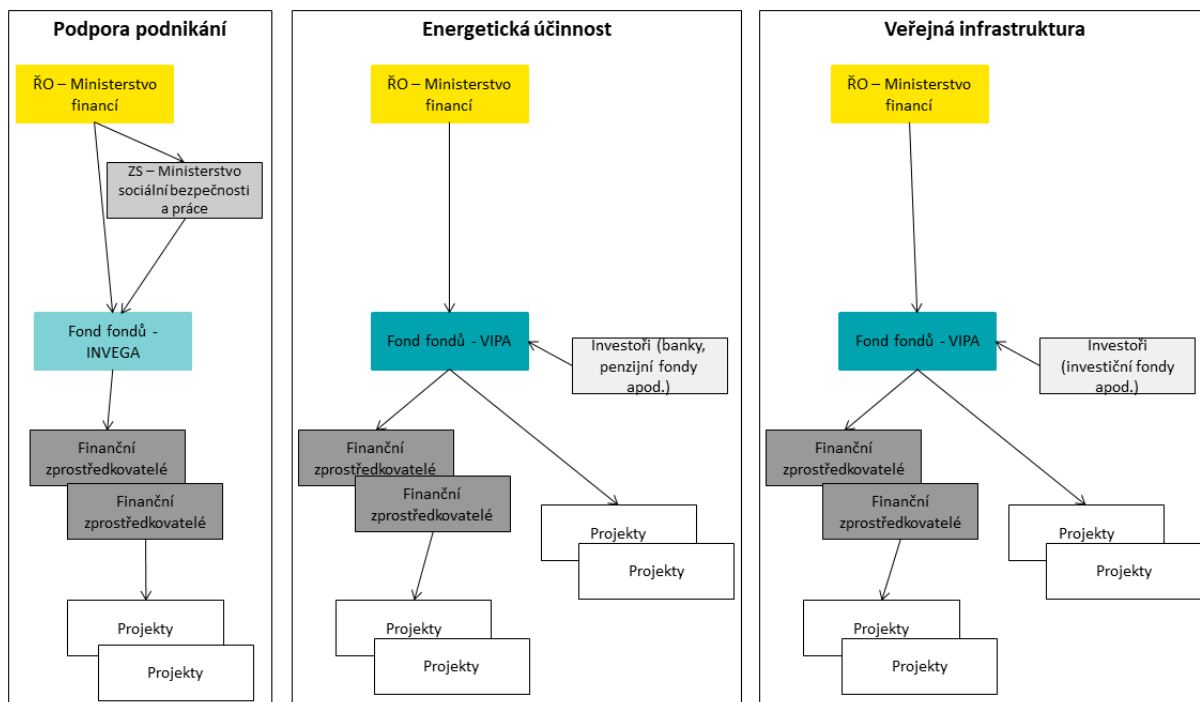 Podpora podnikání
ŘO – Ministerstvo
financí
ZS – Ministerstvo
sociální bezpečnosti
a práce
Fond fondů -
INVEGA
Finanční
zprostředkovatelé
Finanční
zprostředkovatelé
Projekty
Projekty
Energetická účinnost
ŘO – Ministerstvo
financí
Fond fondů - VIPA
Investoři (banky,
penzijní fondy
apod.)
Finanční
zprostředkovatelé
Finanční
zprostředkovatelé
Projekty
Projekty
Projekty
Projekty
Veřejná infrastruktura
ŘO – Ministerstvo
financí
Fond fondů - VIPA
Investoři
(investiční fondy
apod.)
Finanční
zprostředkovatelé
Finanční
zprostředkovatelé
Projekty
Projekty
Projekty
Projekty